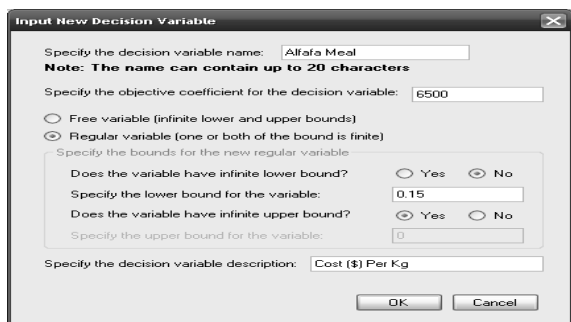 Input New Decision Variable
Specify the decision variable name: Alfafa Meal
Note: The name can contain up to 20 characters
Specify the objective coefficient for the decision variable: 6500
Free variable (infinite lower and upper bounds)
Regular variable (one or both of the bound is finite)
Specify the bounds for the new regular variable
Does the variable have infinite lower bound? Yes No
Specify the lower bound for the variable: 0.15
Does the variable have infinite upper bound? Yes No
Specify the upper bound for the variable: 0
Specify the decision variable description: Cost ($) Per Kg
OK Cancel